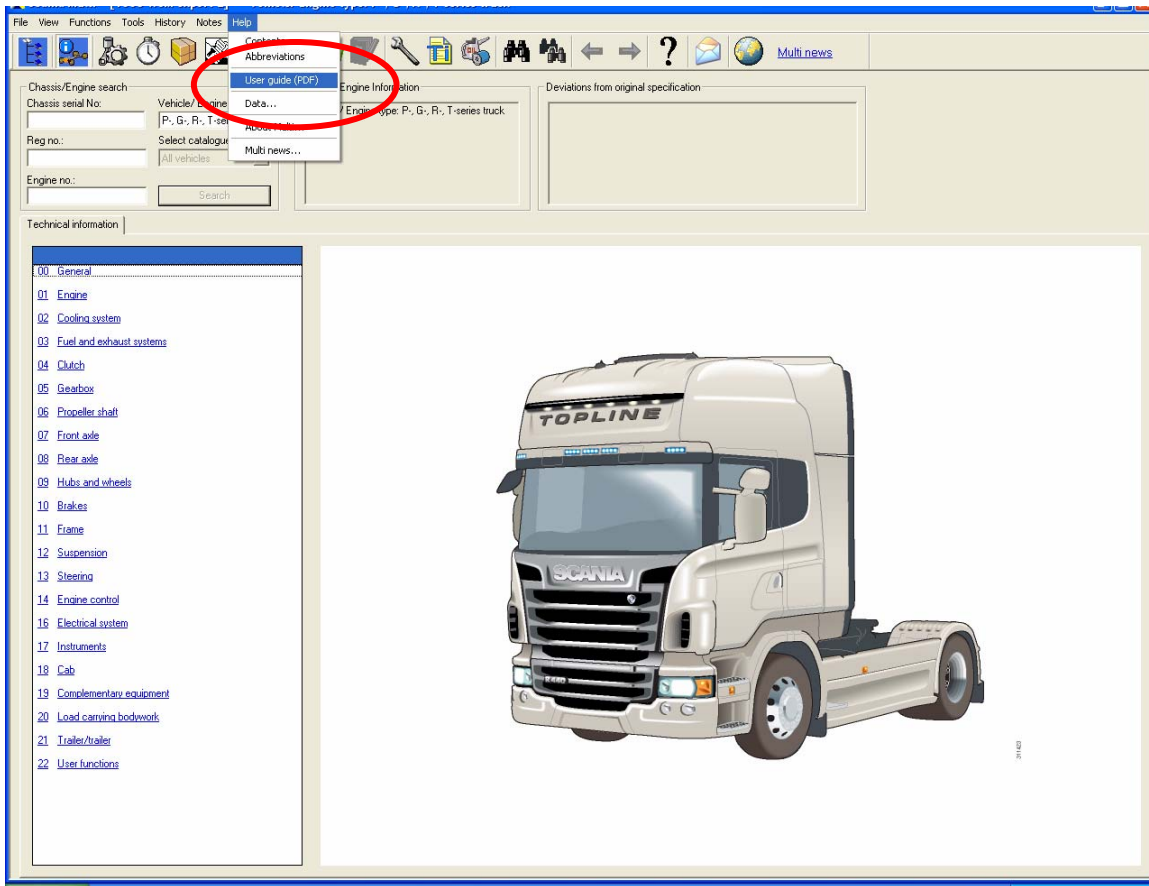 File View Functions Tools History Notes Help
Abbreviations
User guide (PDF)
Data...
Multi news...
Multi news
Chassis/Engine search
Chassis serial No:
Vehicle/ Engine
P-, G-, R-, T-
Reg no.:
Select catalogue
All vehicles
Engine no.:
Search
Engine Information
/ Engine type: P-, G-, R-, T-series truck
Deviations from original specification
Technical information
00 General
01 Engine
02 Cooling system
03 Fuel and exhaust systems
04 Clutch
05 Gearbox
06 Propeller shaft
07 Front axle
08 Rear axle
09 Hubs and wheels
10 Brakes
11 Frame
12 Suspension
13 Steering
14 Engine control
16 Electrical system
17 Instruments
18 Cab
19 Complementary equipment
20 Load carrying bodywork
21 Trailer/trailer
22 User functions
TOPLINE
SCANIA